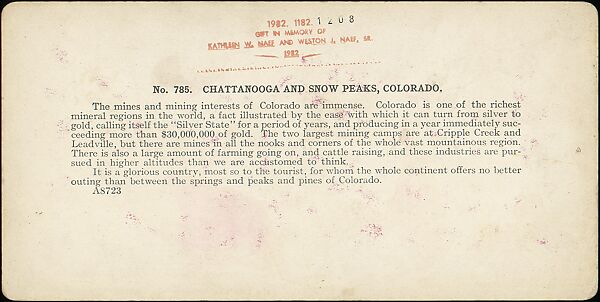 1982. 1182. 1208
GIFT IN MEMORY OF
KATHLEEN W. NAEF AND WESTON J. NAEF, SR.
1982
No. 785. CHATTANOOGA AND SNOW PEAKS, COLORADO.
The mines and mining interests of Colorado are immense. Colorado is one of the richest
mineral regions in the world, a fact illustrated by the ease with which it can turn from silver to
gold, calling itself the "Silver State" for a period of years, and producing in a year immediately suc-
ceeding more than $30,000,000 of gold. The two largest mining camps are at Cripple Creek and
Leadville, but there are mines in all the nooks and corners of the whole vast mountainous region.
There is also a large amount of farming going on, and cattle raising, and these industries are pur-
sued in higher altitudes than we are accustomed to think.
It is a glorious country, most so to the tourist, for whom the whole continent offers no better
outing than between the springs and peaks and pines of Colorado.
A8723